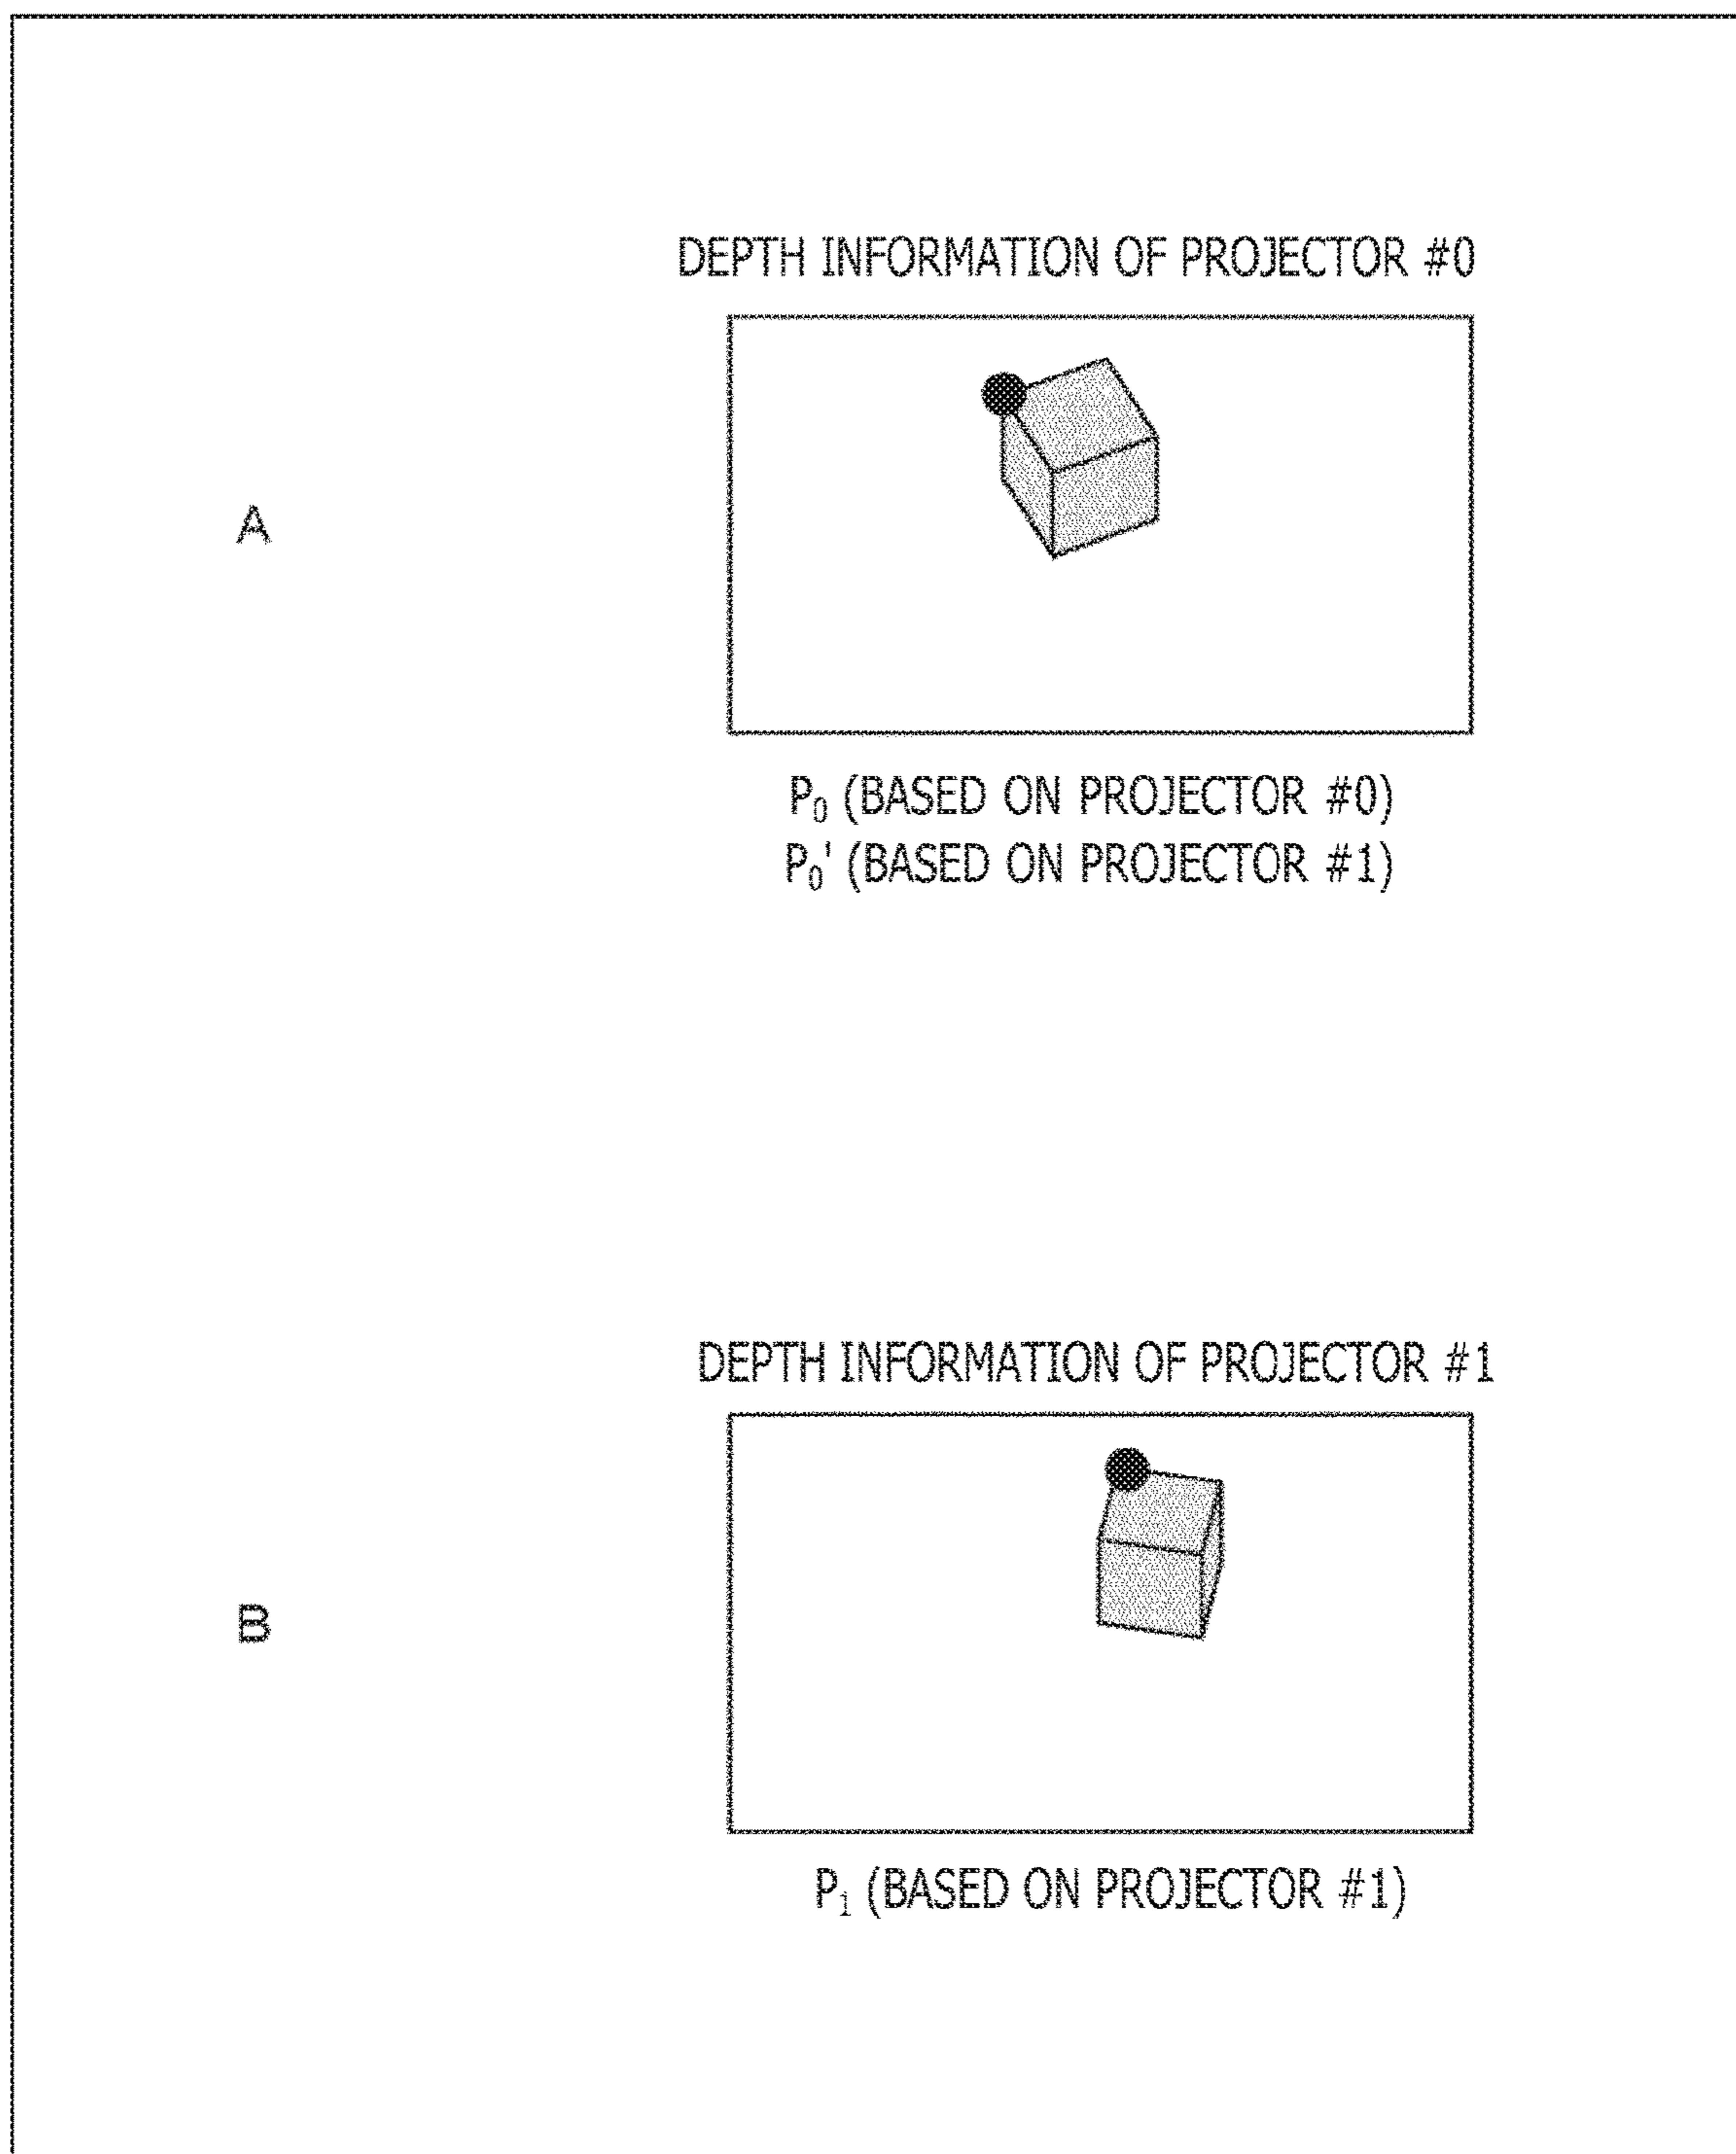 DEPTH INFORMATION OF PROJECTOR #0
A
P₀ (BASED ON PROJECTOR #0)
P₀' (BASED ON PROJECTOR #1)
DEPTH INFORMATION OF PROJECTOR #1
B
P₁ (BASED ON PROJECTOR #1)